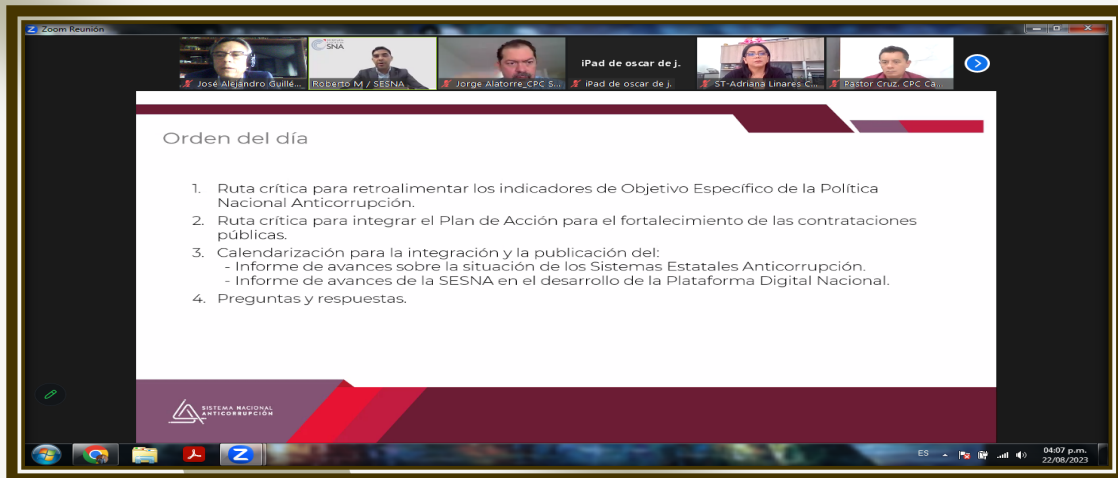 Zoom Reunión
SNA
iPad de oscar de j.
José Alejandro Guillé...
Roberto M / SESNA
Jorge Alatorre_CPC S...
iPad de oscar de j.
ST-Adriana Linares C...
Pastor Cruz. CPC Ca...
Orden del día
1. Ruta crítica para retroalimentar los indicadores de Objetivo Específico de la Política
Nacional Anticorrupción.
2. Ruta crítica para integrar el Plan de Acción para el fortalecimiento de las contrataciones
públicas.
3. Calendarización para la integración y la publicación del:
- Informe de avances sobre la situación de los Sistemas Estatales Anticorrupción.
- Informe de avances de la SESNA en el desarrollo de la Plataforma Digital Nacional.
4. Preguntas y respuestas.
SISTEMA NACIONAL
ANTICORRUPCIÓN
ES
04:07 p.m.
22/08/2023